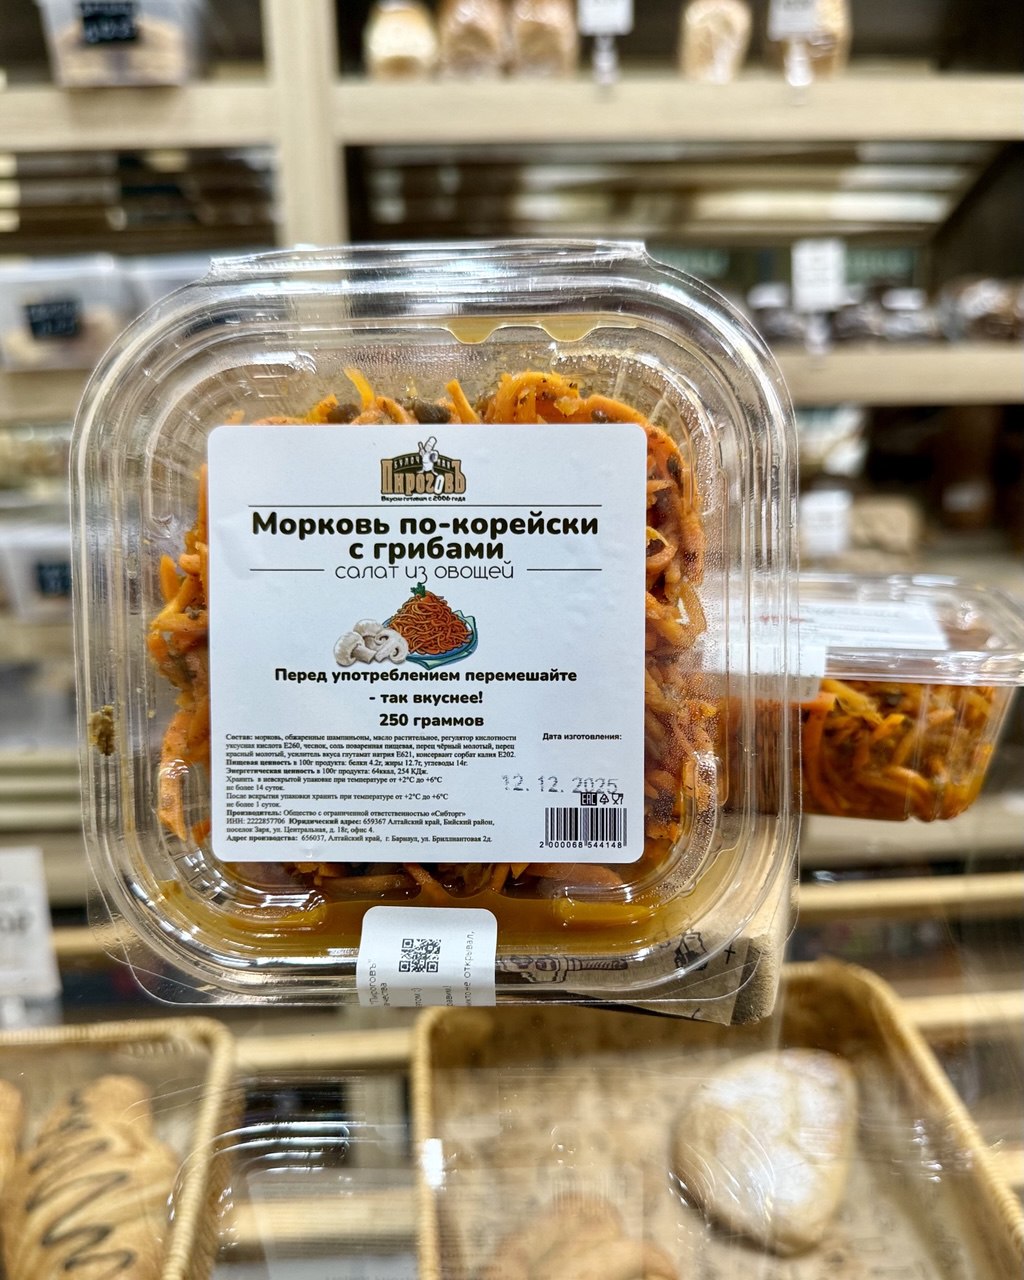 ПИРОГОВЪ
Вкусно готовим с 2006 года
Морковь по-корейски
с грибами
салат из овощей
Перед употреблением перемешайте
- так вкуснее!
250 граммов
Состав: морковь, обжаренные шампиньоны, масло растительное, регулятор кислотности
уксусная кислота Е260, чеснок, соль поваренная пищевая, перец чёрный молотый, перец
красный молотый, усилитель вкуса глутамат натрия Е621, консервант сорбат калия Е202.
Пищевая ценность в 100г продукта: белки 4.2г, жиры 12.7г, углеводы 14г.
Энергетическая ценность в 100г продукта: 64ккал, 254 КДж.
Хранить в невскрытой упаковке при температуре от +2°С до +6°С
не более 14 суток.
После вскрытия упаковки хранить при температуре от +2°С до +6°С
не более 1 суток.
Производитель: Общество с ограниченной ответственностью «Сибторг»
ИНН: 2222857706 Юридический адрес: 659367 Алтайский край, Бийский район,
поселок Заря, ул. Центральная, д. 18г, офис 4.
Адрес производства: 656037, Алтайский край, г. Барнаул, ул. Бриллиантовая 2д.
Дата изготовления:
12.12.2025
EAC
2 000068 544148
"Пироговъ"
открывал,